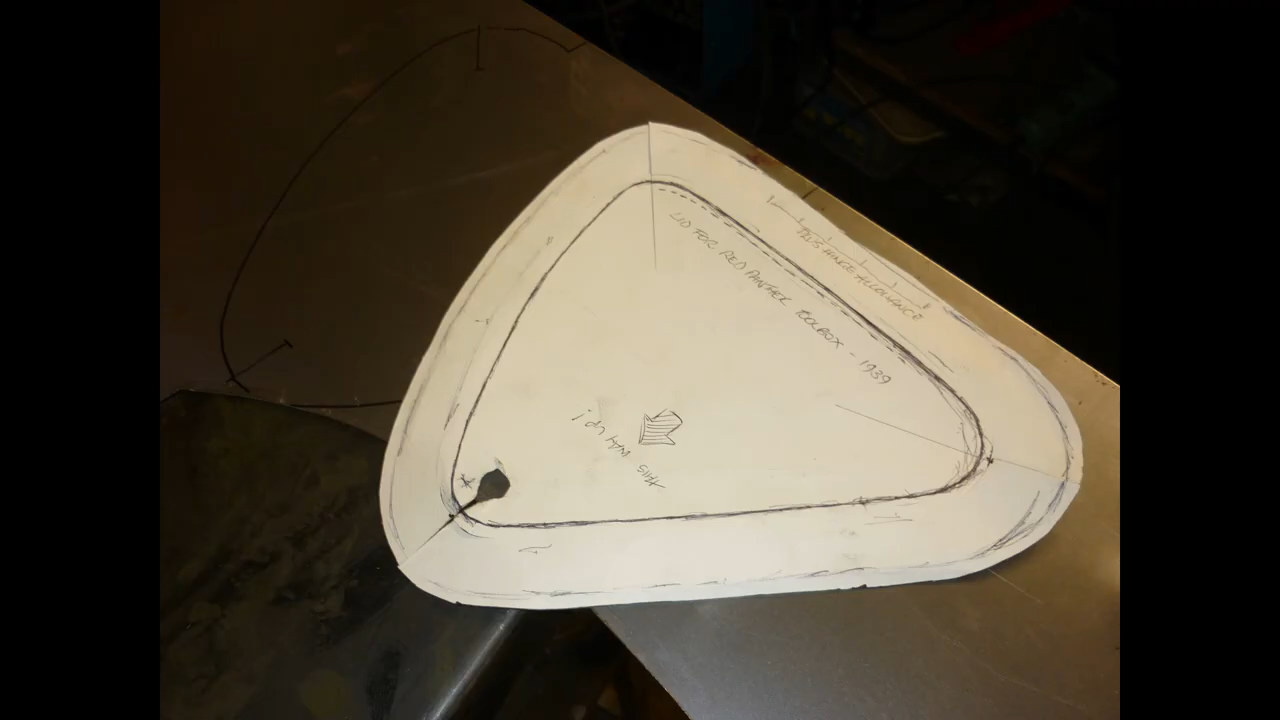 PLUS HINGE ALLOWANCE
LID FOR RED PANTHER TOOLBOX - 1939
THIS WAY UP!